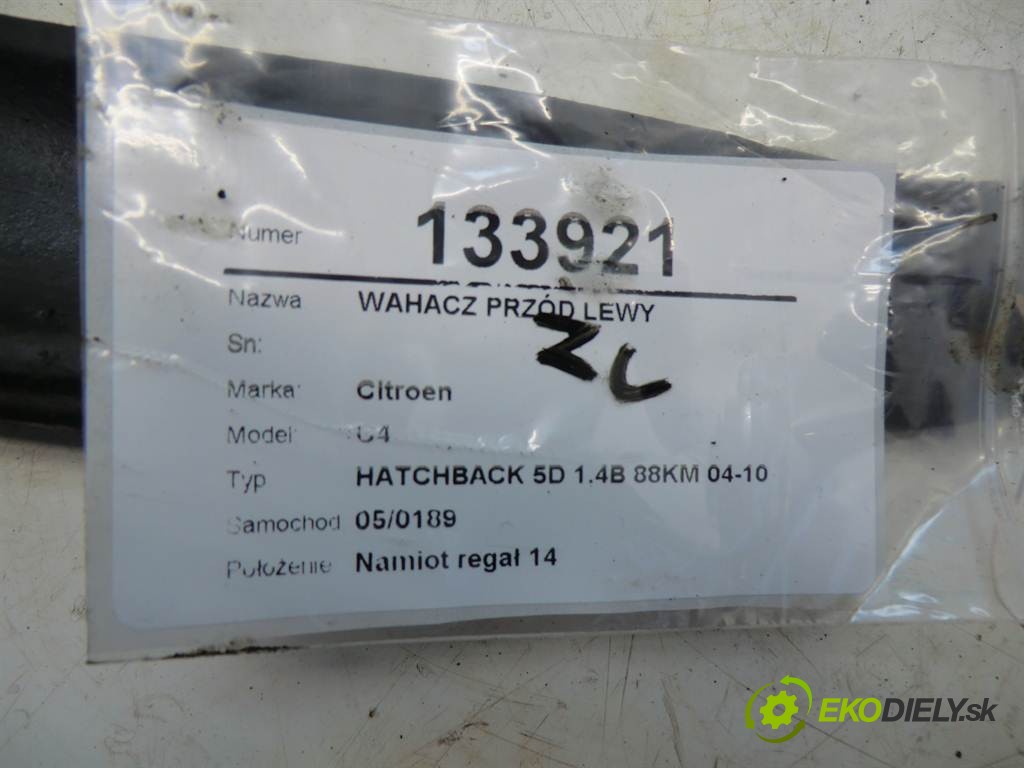 Numer 133921
Nazwa WAHACZ PRZÓD LEWY
Sn:
Marka: Citroen
Model: C4
Typ HATCHBACK 5D 1.4B 88KM 04-10
Samochod 05/0189
Położenie Namiot regał 14
EKODIELY.sk